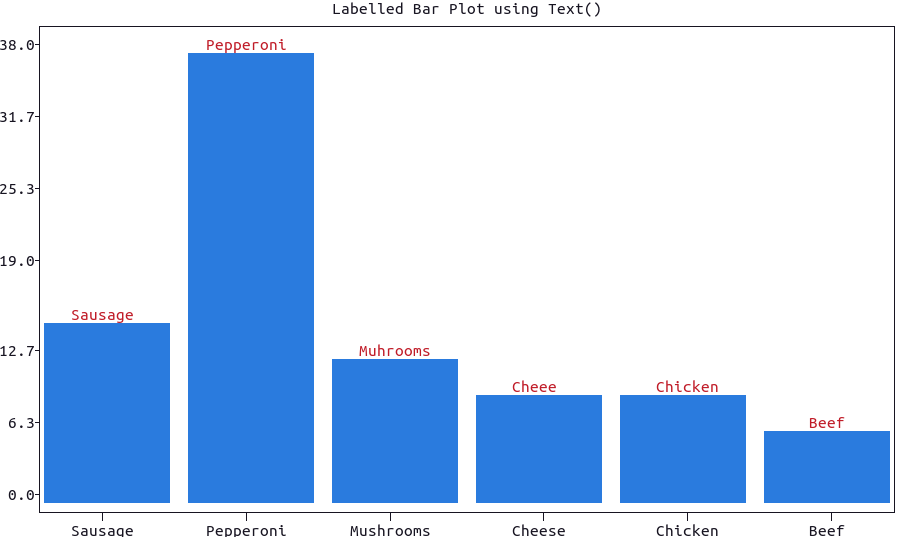 Labelled Bar Plot using Text()
38.0
Pepperoni
31.7
25.3
19.0
Sausage
12.7
Muhrooms
Cheee
Chicken
6.3
Beef
0.0
Sausage Pepperoni Mushrooms Cheese Chicken Beef